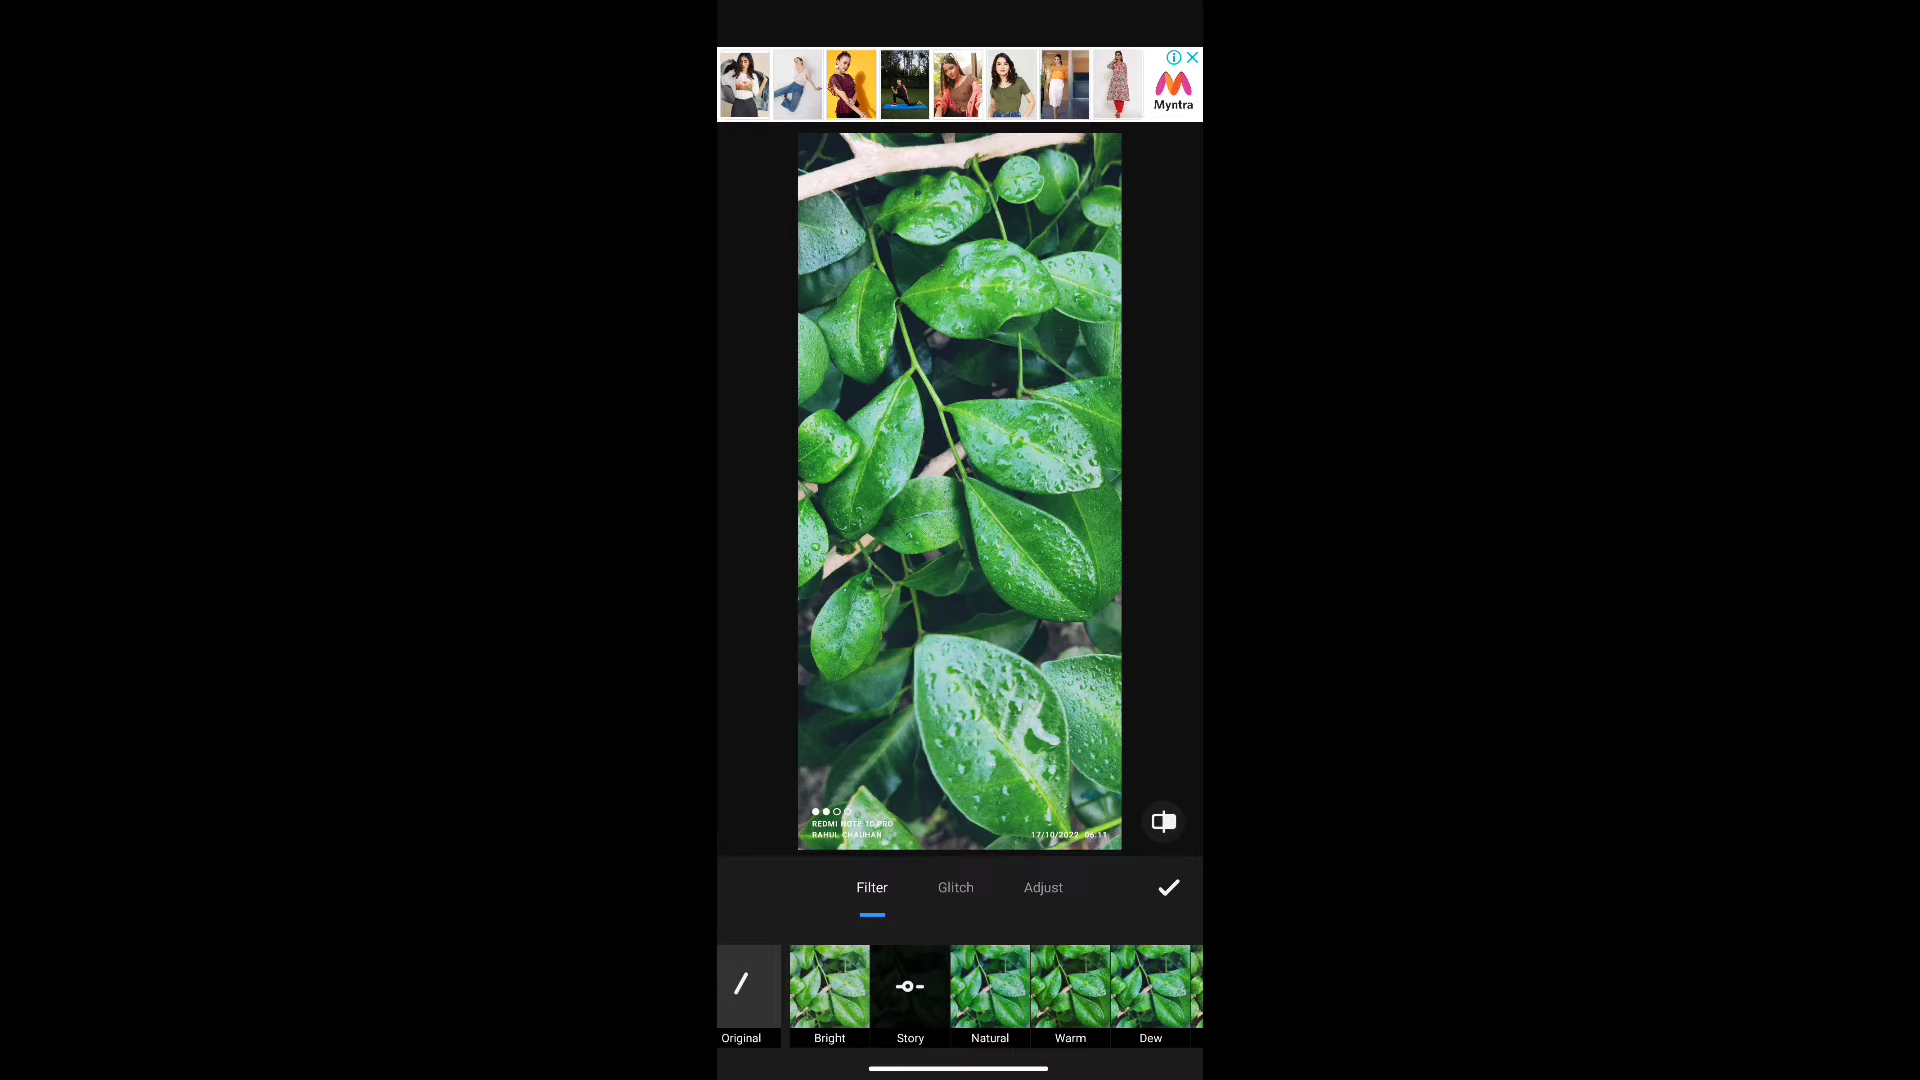 Myntra
REDMI NOTE 10 PRO
RAHUL CHAUHAN
17/10/2022 06:11
Filter
Glitch
Adjust
Original
Bright
Story
Natural
Warm
Dew